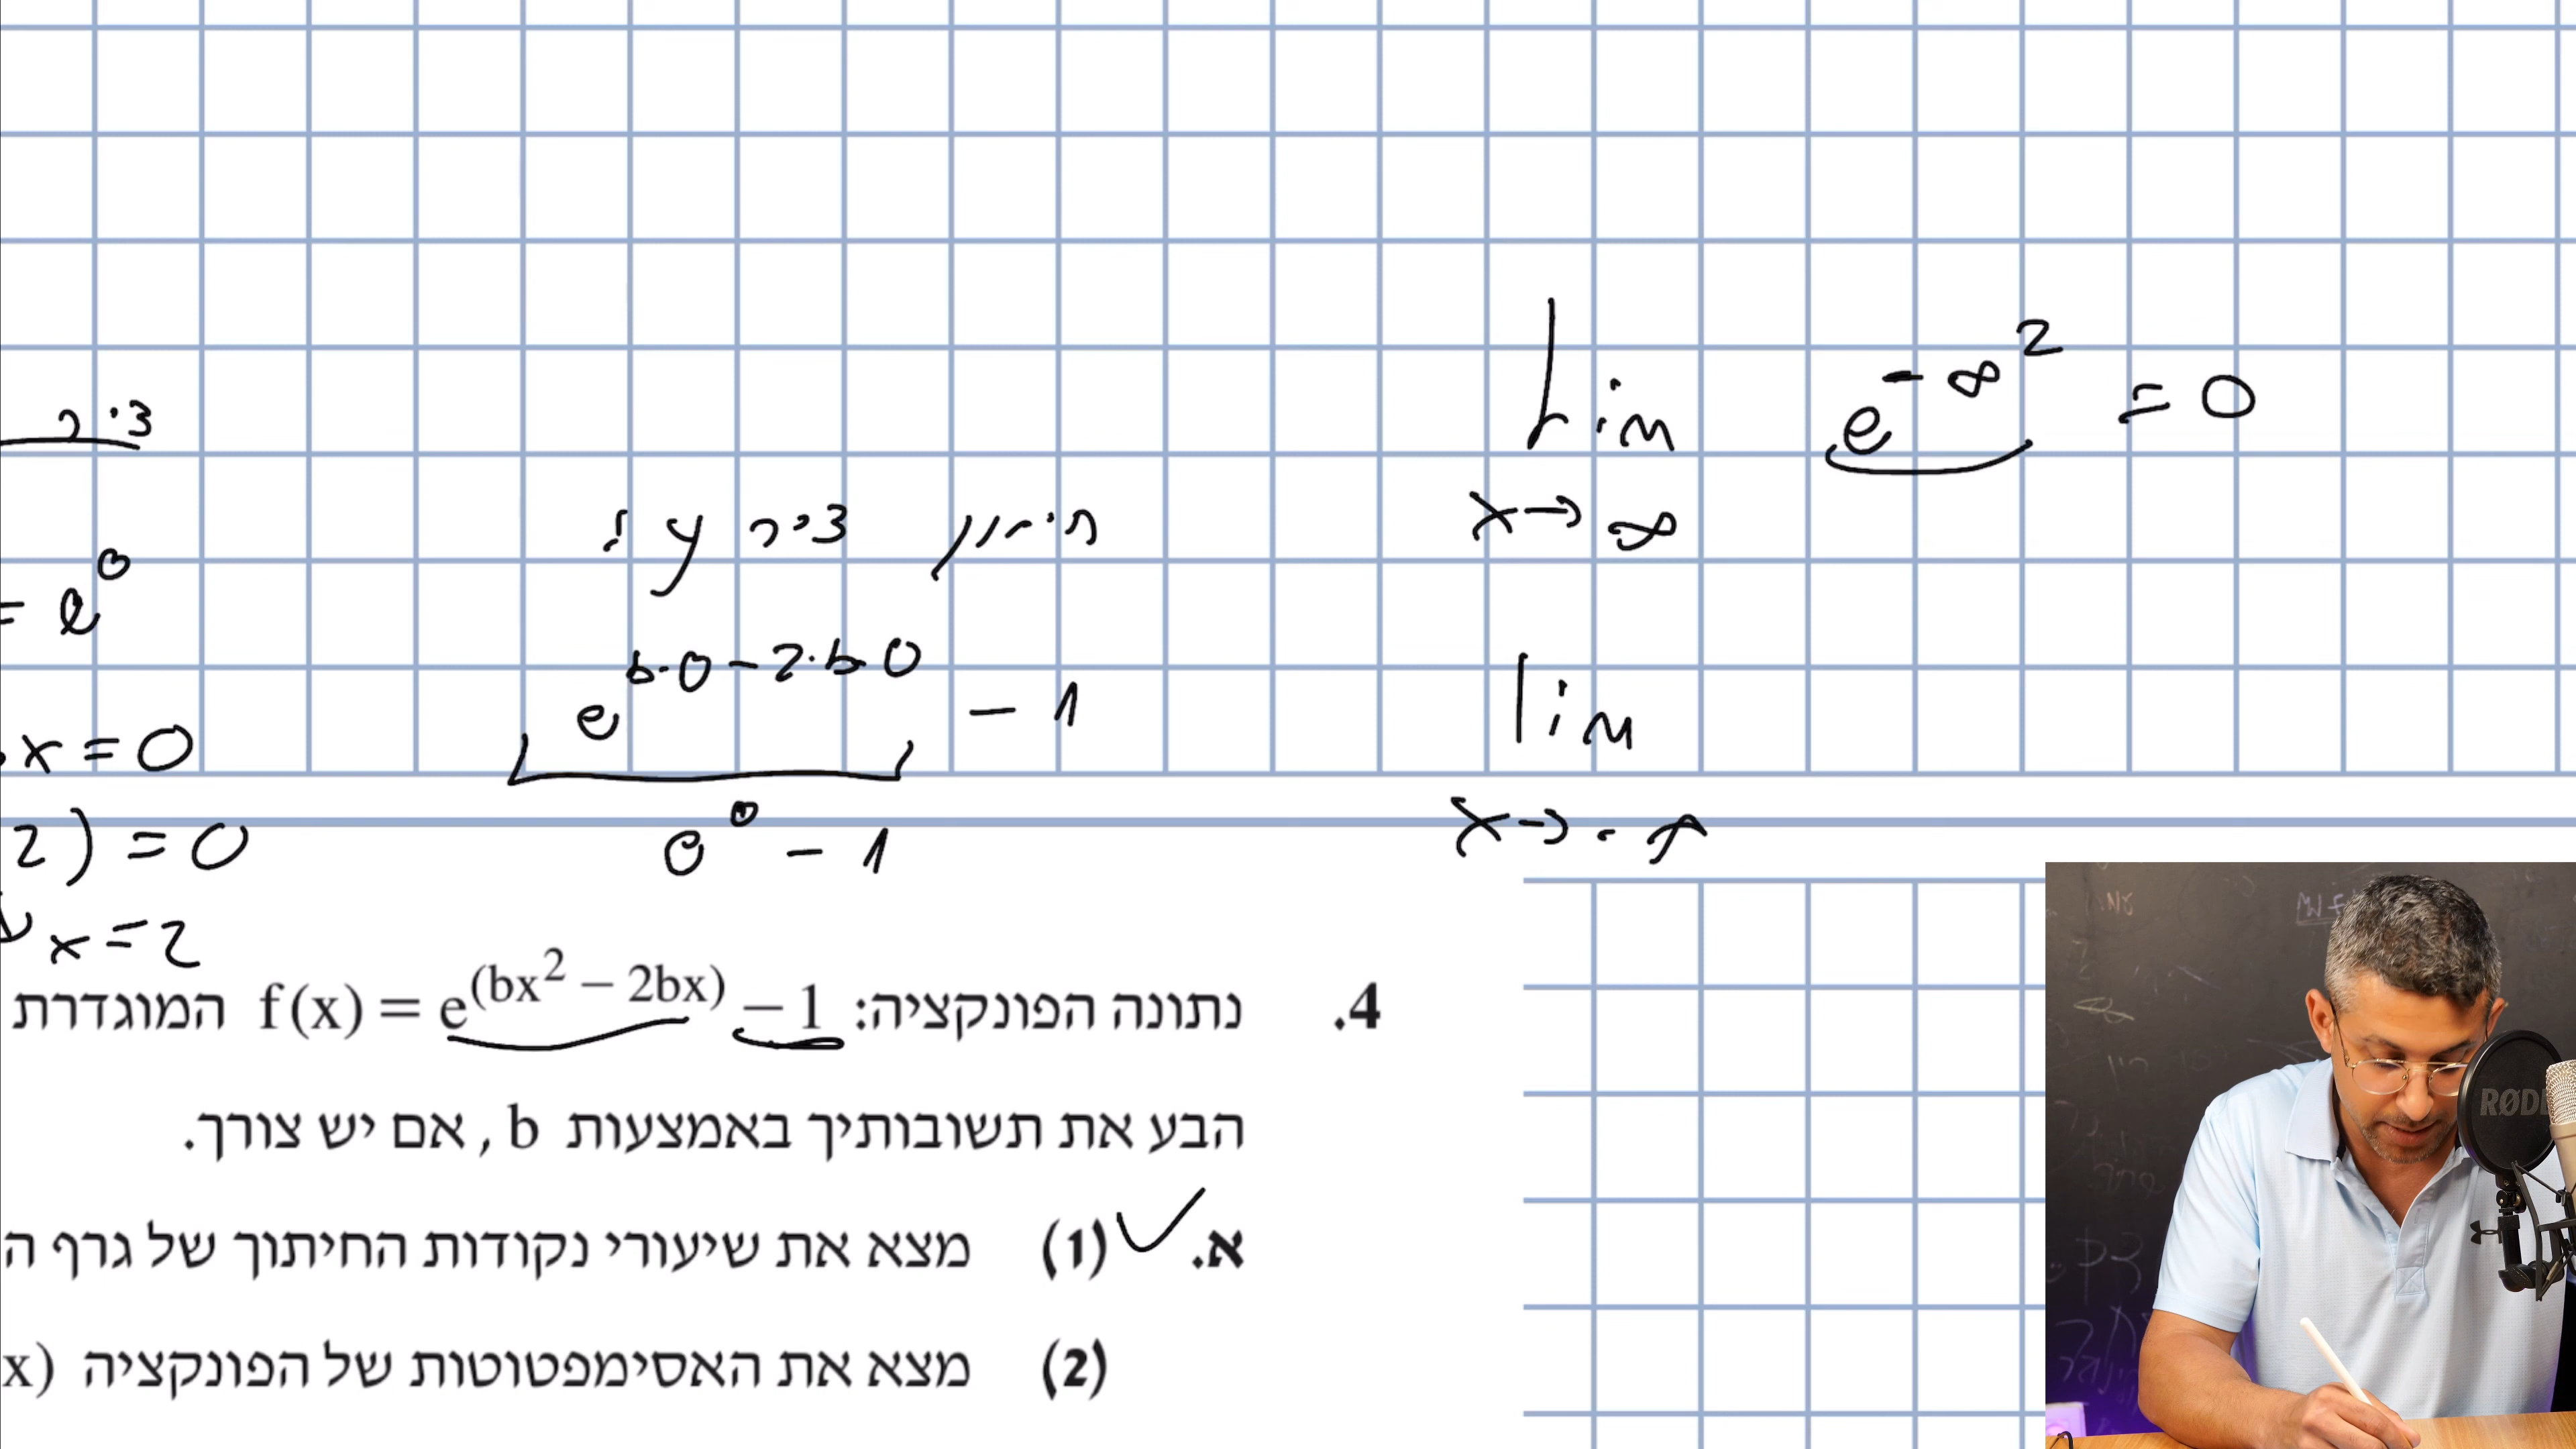 ציר
= e⁰
x = 0
2) = 0
x = 2
חיתוך ציר y :
e^(b·0 − 2·b·0) − 1
e⁰ − 1
Lim e^(−∞²) = 0
x → ∞
lim
x → -
4. נתונה הפונקציה: f(x) = e^(bx² − 2bx) − 1 המוגדרת
הבע את תשובותיך באמצעות b, אם יש צורך.
א. (1) מצא את שיעורי נקודות החיתוך של גרף ה
(2) מצא את האסימפטוטות של הפונקציה (x
RØDE